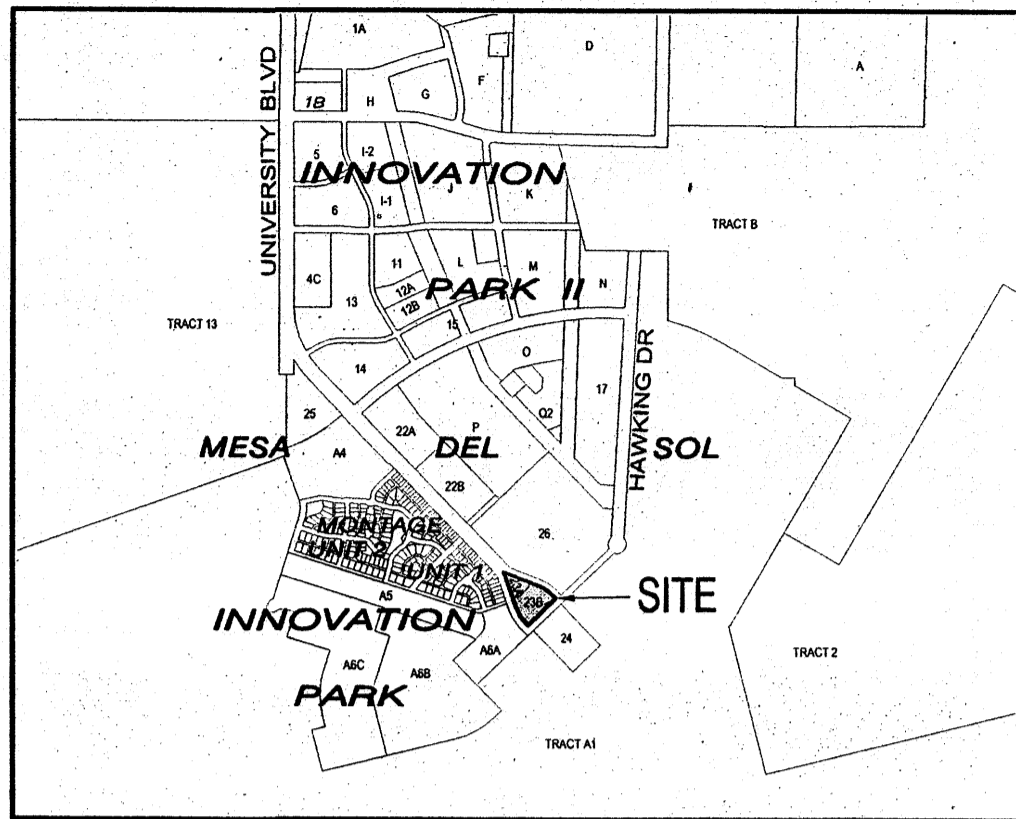 1A
D
A
F
G
H
1B
UNIVERSITY BLVD
5
I-2
INNOVATION
J
K
I-1
6
TRACT B
4C
11
L
M
N
12A
PARK II
12B
13
15
TRACT 13
14
O
17
HAWKING DR
25
22A
P
O2
MESA DEL SOL
A4
22B
MONTAGE
UNIT 2
26
UNIT 1
A5
23B
SITE
INNOVATION
24
A6A
A6C
A6B
TRACT 2
PARK
TRACT A1